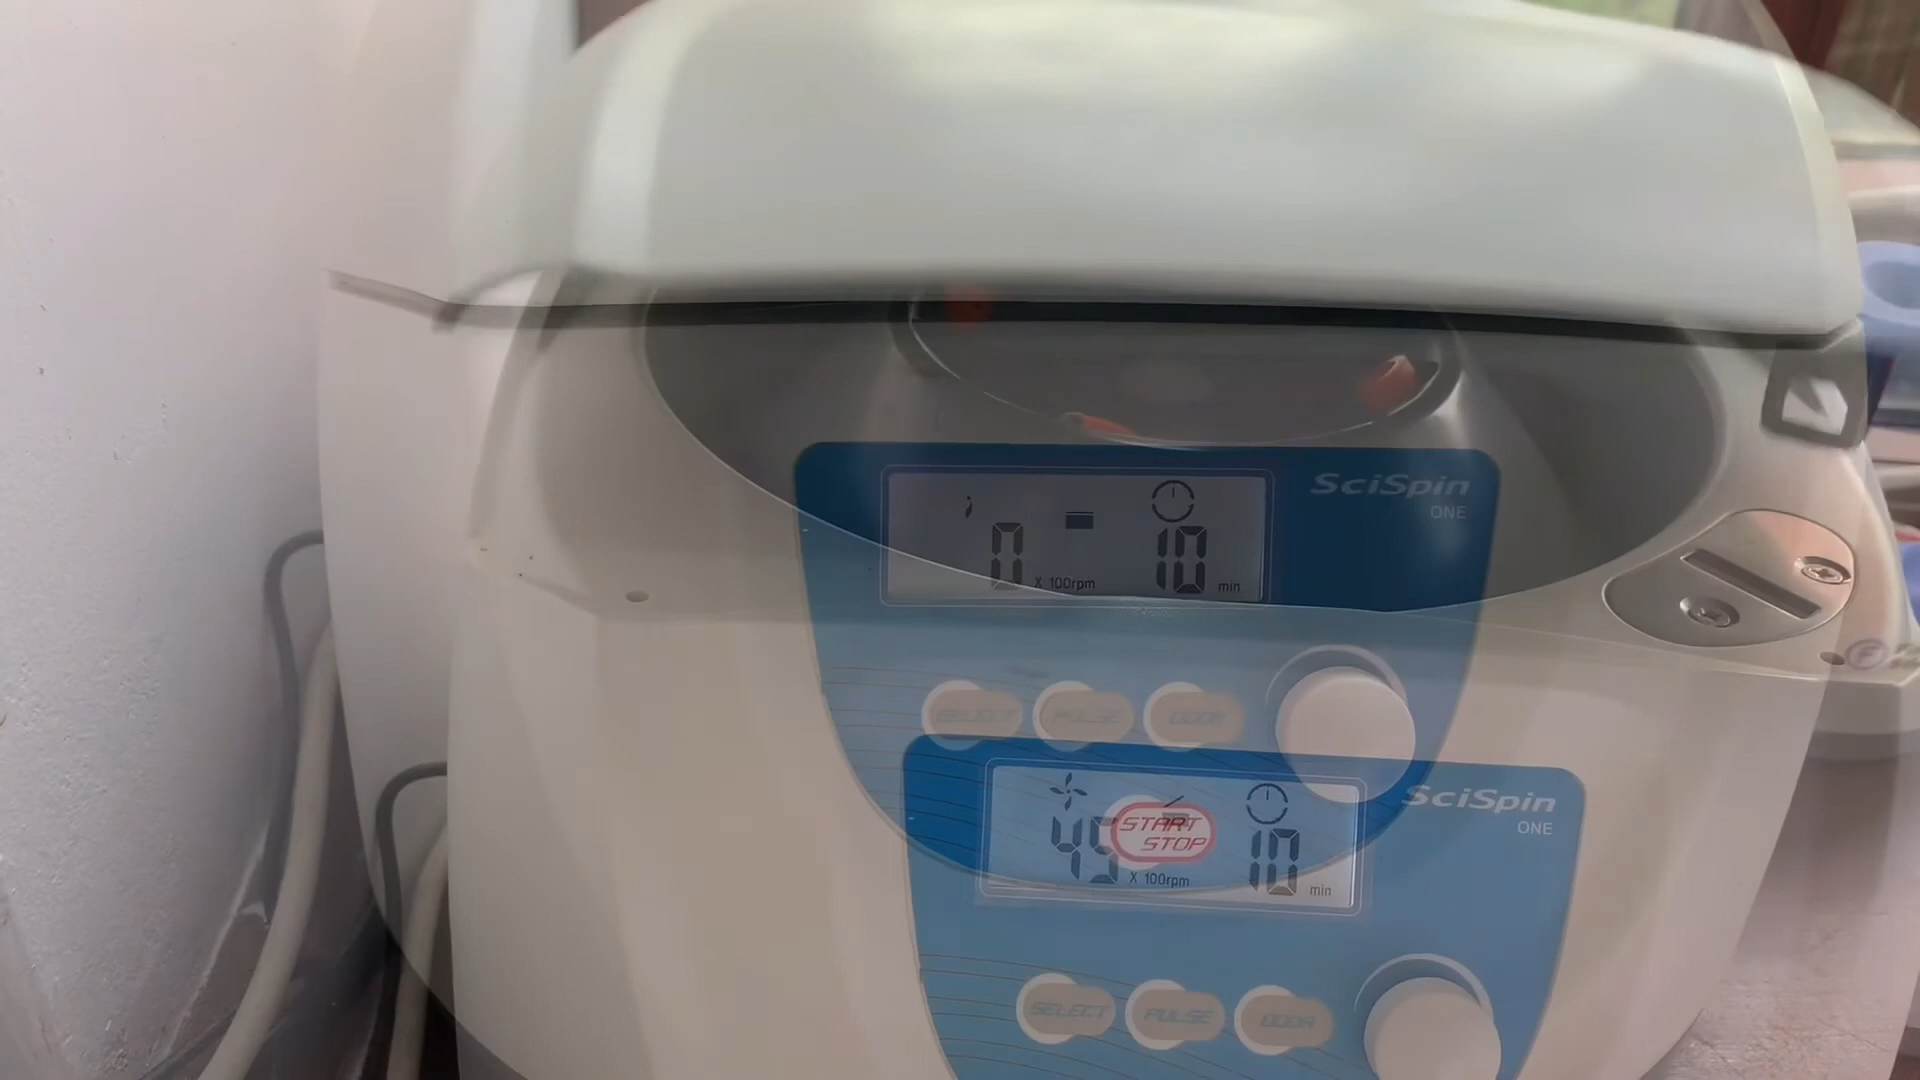 SciSpin
ONE
0 X 100rpm 10 min
SELECT PULSE DOOR
SciSpin
ONE
45 X 100rpm 10 min
START
STOP
SELECT PULSE DOOR